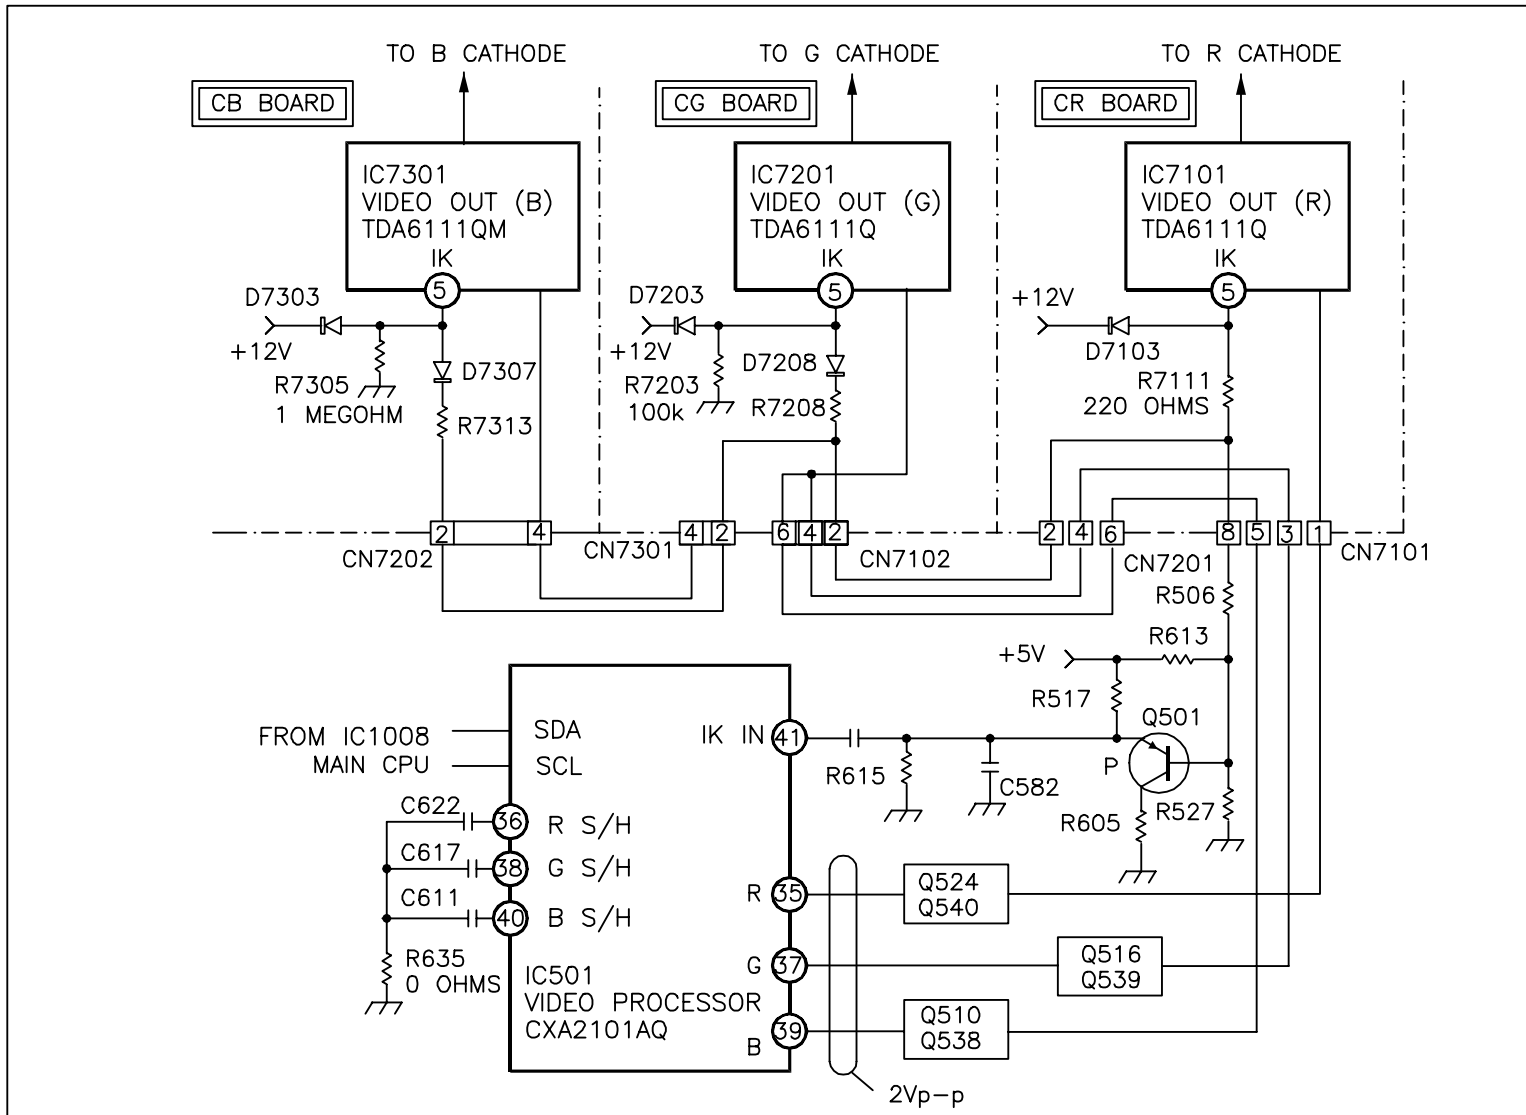 TO B CATHODE
TO G CATHODE
TO R CATHODE
CB BOARD
CG BOARD
CR BOARD
IC7301
VIDEO OUT (B)
TDA6111QM
IK
5
IC7201
VIDEO OUT (G)
TDA6111Q
IK
5
IC7101
VIDEO OUT (R)
TDA6111Q
IK
5
D7303
+12V
R7305
1 MEGOHM
D7307
R7313
D7203
+12V
R7203
100k
D7208
R7208
+12V
D7103
R7111
220 OHMS
2
4
4
2
6
4
2
2
4
6
8
5
3
1
CN7202
CN7301
CN7102
CN7201
CN7101
R506
R613
+5V
R517
Q501
P
R527
R605
C582
R615
FROM IC1008
MAIN CPU
SDA
SCL
IK IN
41
C622
36
R S/H
C617
38
G S/H
C611
40
B S/H
R635
0 OHMS
IC501
VIDEO PROCESSOR
CXA2101AQ
R
35
G
37
B
39
Q524
Q540
Q516
Q539
Q510
Q538
2Vp-p